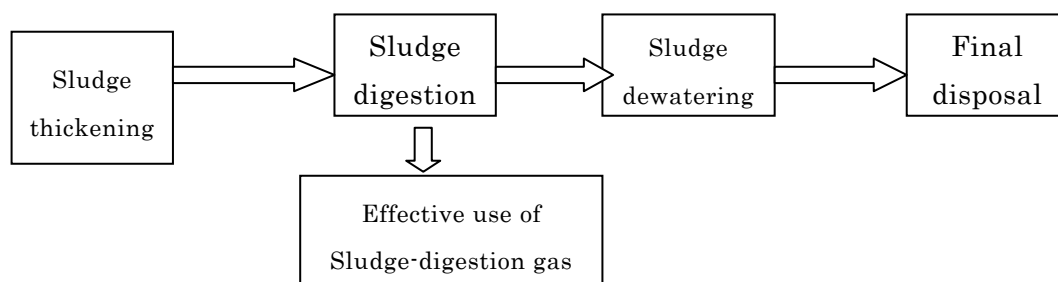 Sludge
thickening
Sludge
digestion
Sludge
dewatering
Final
disposal
Effective use of
Sludge-digestion gas